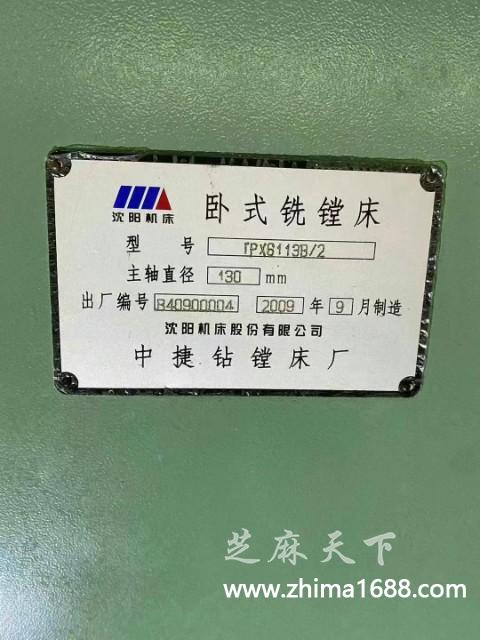 沈阳机床
卧式铣镗床
型号 TPX6113B/2
主轴直径 130 mm
出厂编号 B40900004 2009 年 9 月制造
沈阳机床股份有限公司
中捷钻镗床厂
芝麻天下
www.zhima1688.com